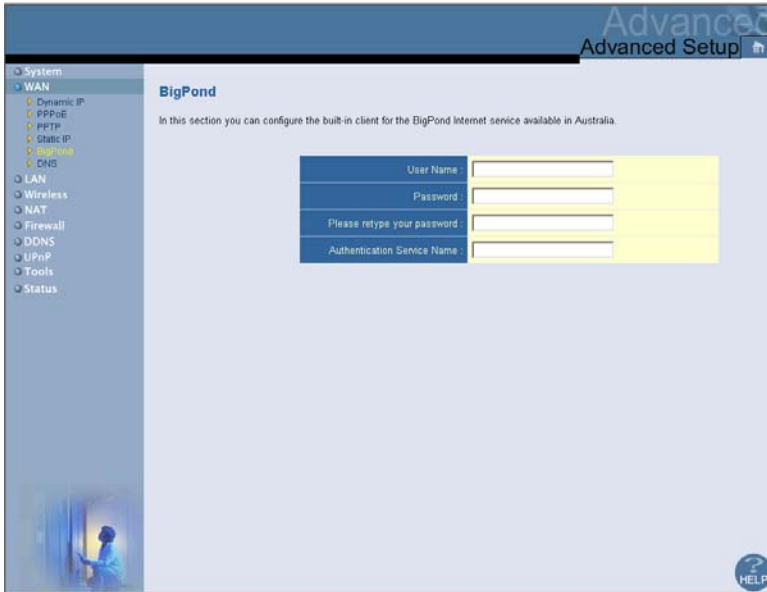 Advanced
Advanced Setup
System
WAN
Dynamic IP
PPPoE
PPTP
Static IP
BigPond
DNS
LAN
Wireless
NAT
Firewall
DDNS
UPnP
Tools
Status
BigPond
In this section you can configure the built-in client for the BigPond Internet service available in Australia.
User Name :
Password :
Please retype your password :
Authentication Service Name :
HELP